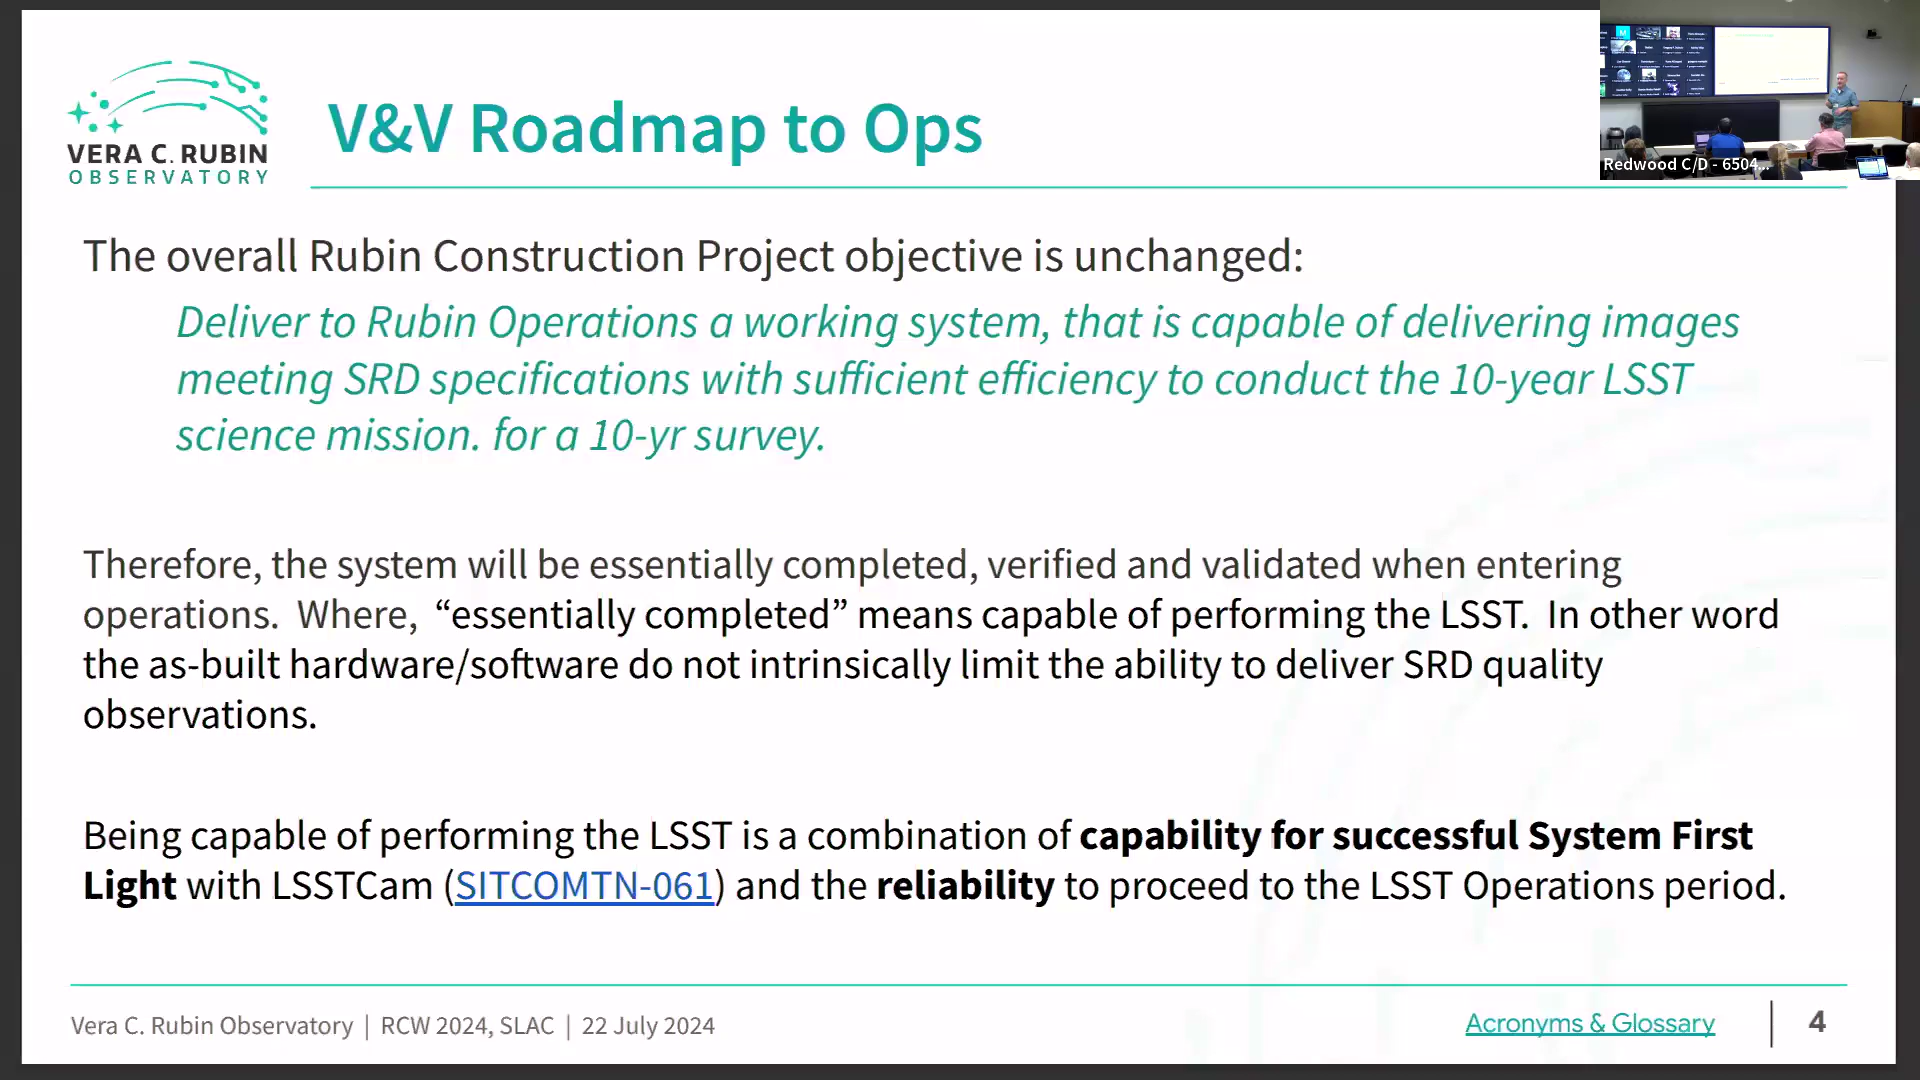 VERA C. RUBIN
OBSERVATORY
V&V Roadmap to Ops
Redwood C/D - 6504...
The overall Rubin Construction Project objective is unchanged:
Deliver to Rubin Operations a working system, that is capable of delivering images
meeting SRD specifications with sufficient efficiency to conduct the 10-year LSST
science mission. for a 10-yr survey.
Therefore, the system will be essentially completed, verified and validated when entering
operations.  Where,  “essentially completed” means capable of performing the LSST.  In other word
the as-built hardware/software do not intrinsically limit the ability to deliver SRD quality
observations.
Being capable of performing the LSST is a combination of capability for successful System First
Light with LSSTCam (SITCOMTN-061) and the reliability to proceed to the LSST Operations period.
Vera C. Rubin Observatory | RCW 2024, SLAC | 22 July 2024
Acronyms & Glossary | 4